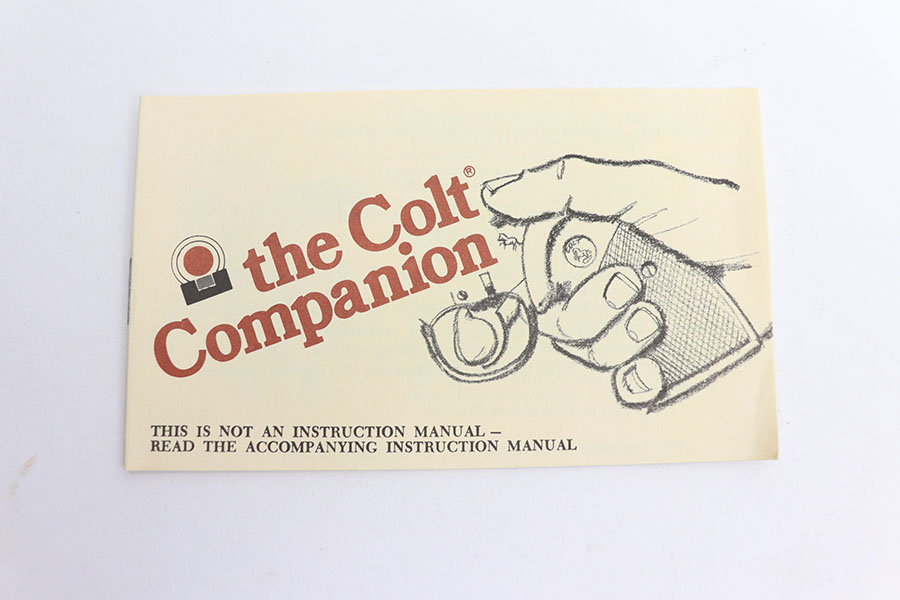 the Colt®
Companion
THIS IS NOT AN INSTRUCTION MANUAL –
READ THE ACCOMPANYING INSTRUCTION MANUAL